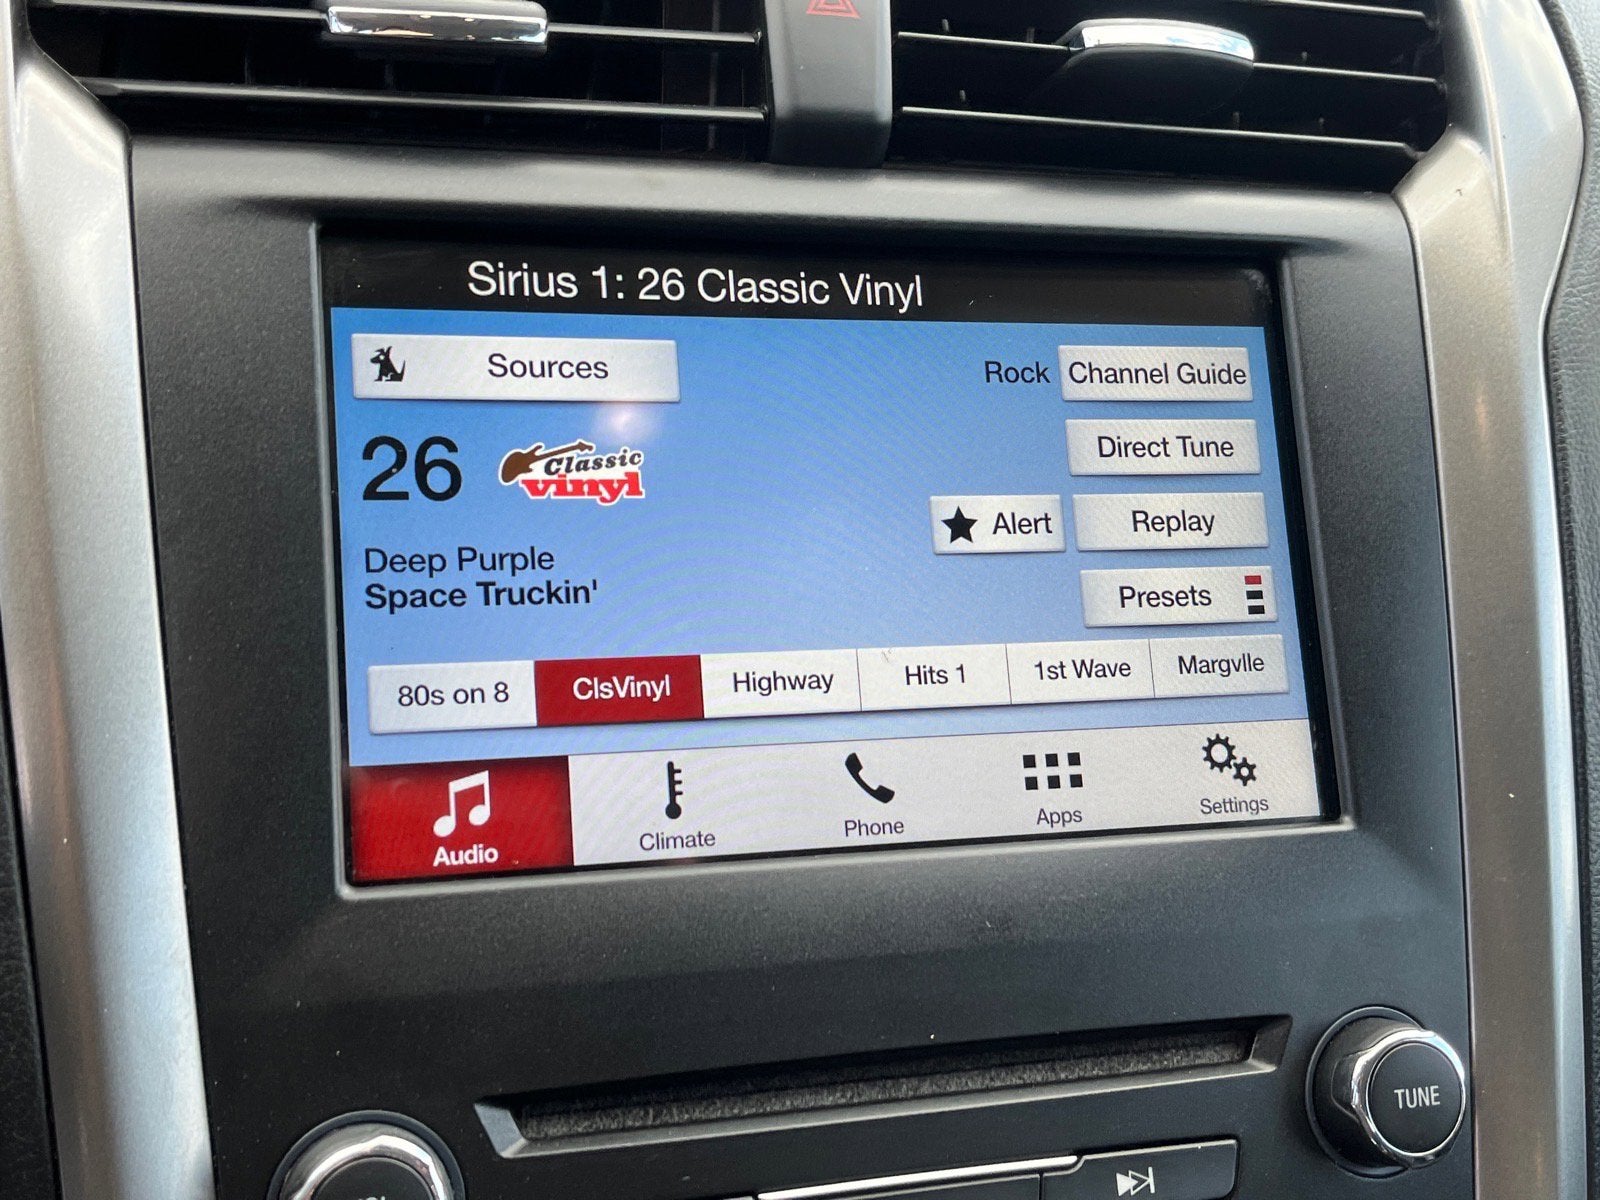 Sirius 1: 26 Classic Vinyl
Sources
Rock
Channel Guide
26
Classic
vinyl
Direct Tune
Alert
Replay
Deep Purple
Space Truckin'
Presets
80s on 8
ClsVinyl
Highway
Hits 1
1st Wave
Margvlle
Audio
Climate
Phone
Apps
Settings
TUNE